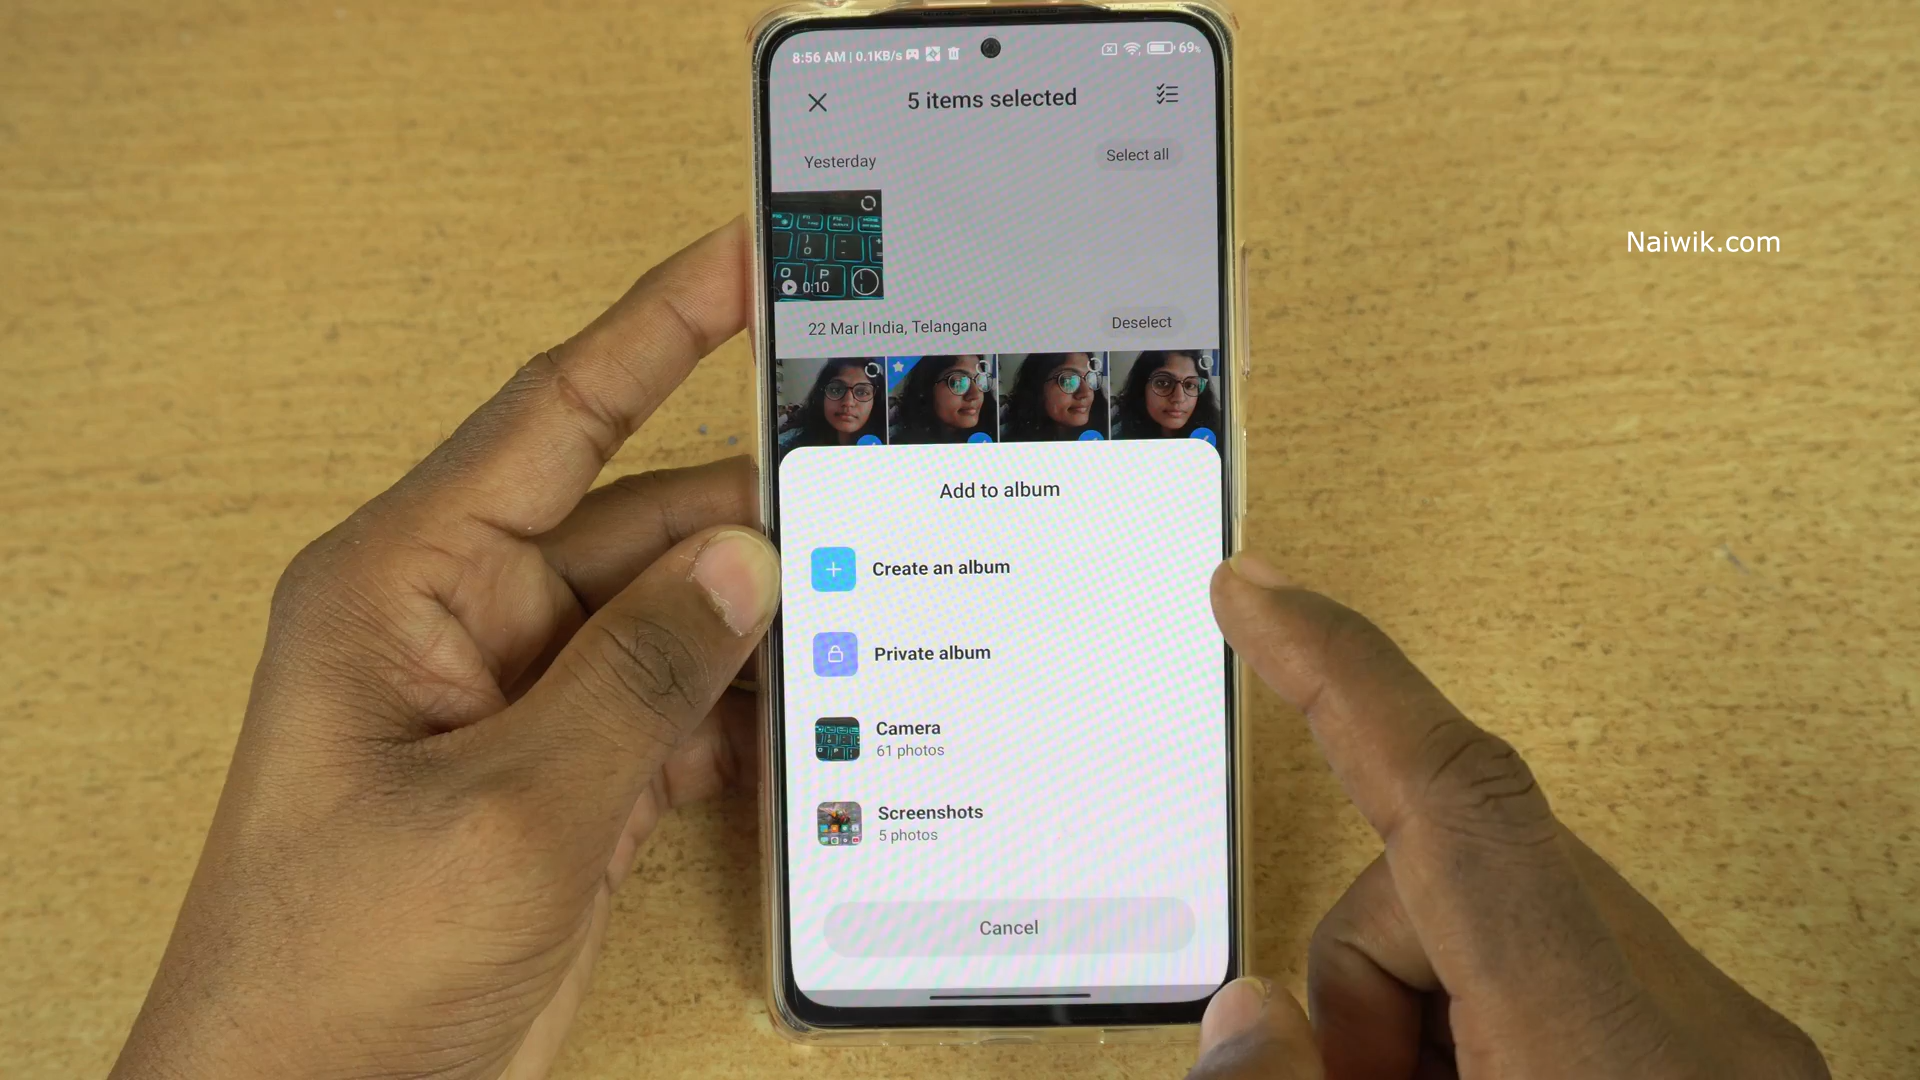 8:56 AM | 0.1KB/s
69%
5 items selected
Yesterday
Select all
0:10
22 Mar | India, Telangana
Deselect
Add to album
Create an album
Private album
Camera
61 photos
Screenshots
5 photos
Cancel
Naiwik.com